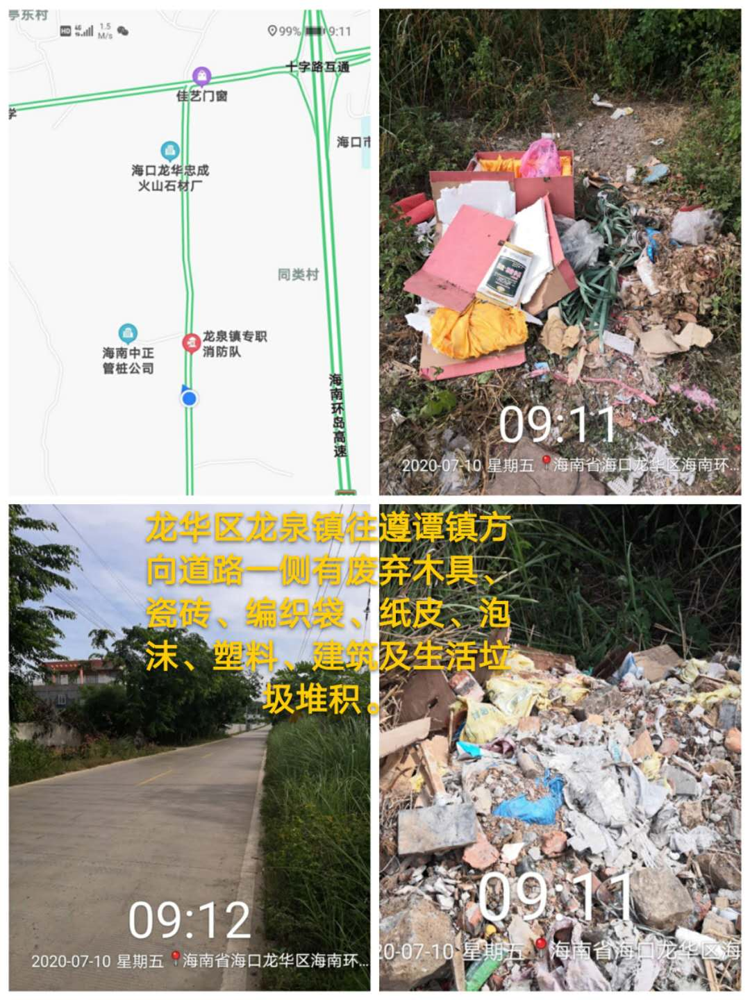 亭东村
HD 4G 1.5 M/s
99% 9:11
十字路互通
佳艺门窗
学
海口市
海口龙华忠成
火山石材厂
同类村
龙泉镇专职
消防队
海南中正
管桩公司
海南环岛高速
09:11
2020-07-10 星期五 海南省海口龙华区海南环...
龙华区龙泉镇往遵谭镇方
向道路一侧有废弃木具、
瓷砖、编织袋、纸皮、泡
沫、塑料、建筑及生活垃
圾堆积。
09:12
2020-07-10 星期五 海南省海口龙华区海南环...
09:11
20-07-10 星期五 海南省海口龙华区海